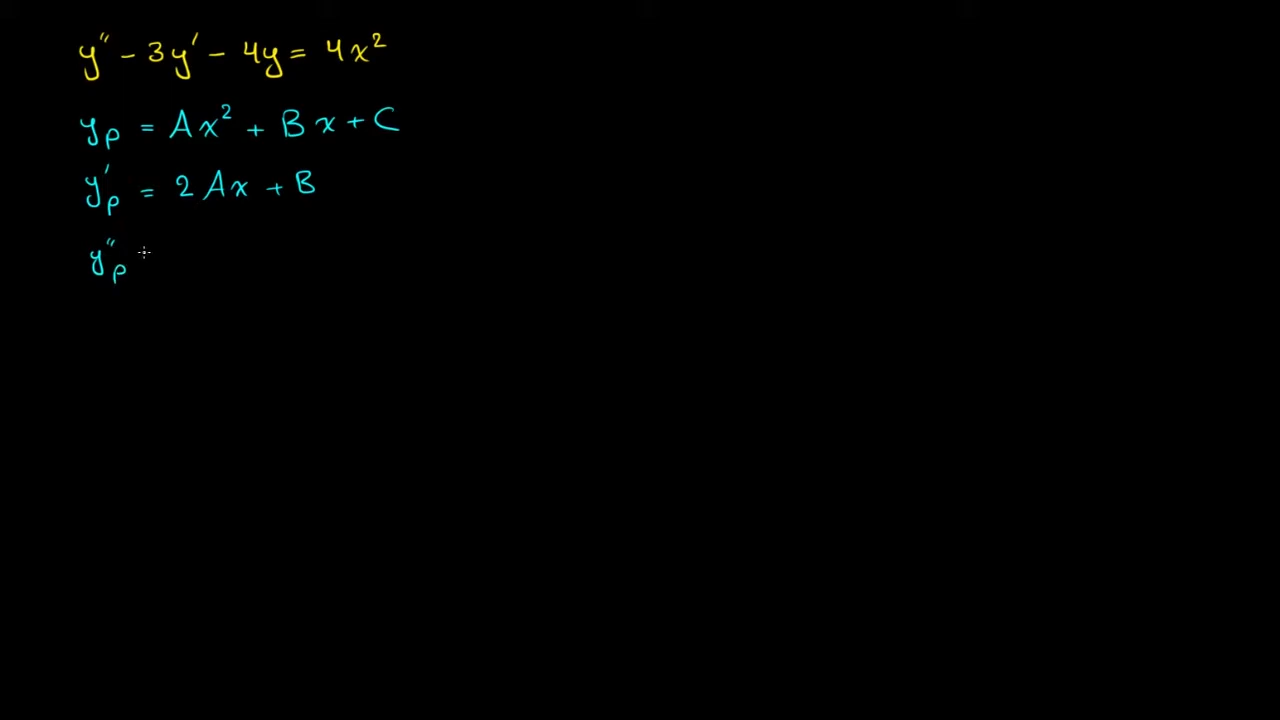 y'' - 3y' - 4y = 4x²
yₚ = Ax² + Bx + C
y'ₚ = 2Ax + B
y''ₚ